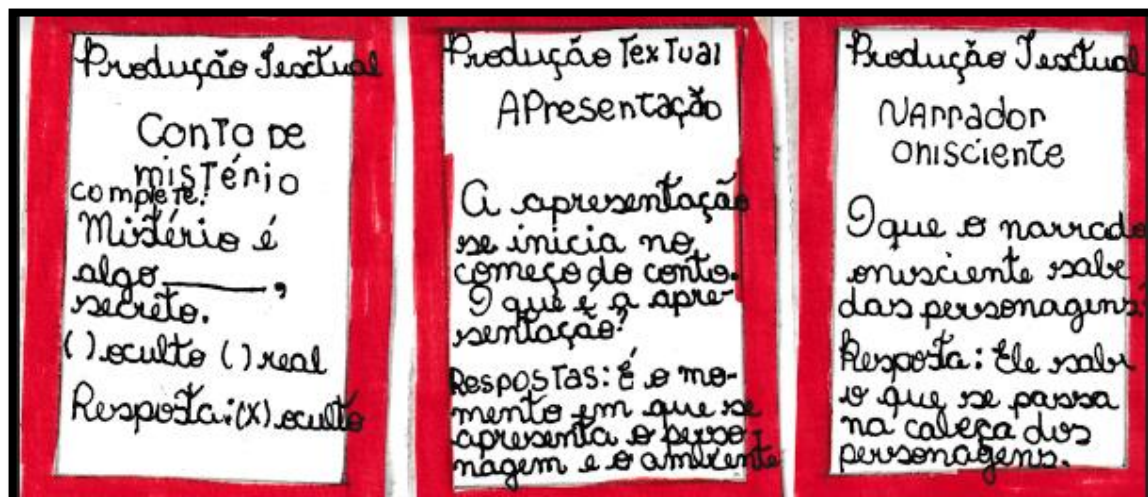 Produção Textual
Conto de
mistério
complete:
Mistério é
algo ______,
secreto.
( ) oculto ( ) real
Resposta: (X) oculto
Produção Textual
Apresentação
A apresentação
se inicia no
começo do conto.
O que é a apre-
sentação?
Respostas: É o mo-
mento em que se
apresenta o perso-
nagem e o ambiente
Produção Textual
Narrador
onisciente
O que o narrado
onisciente sabe
das personagens?
Resposta: Ele sabe
o que se passa
na cabeça dos
personagens.